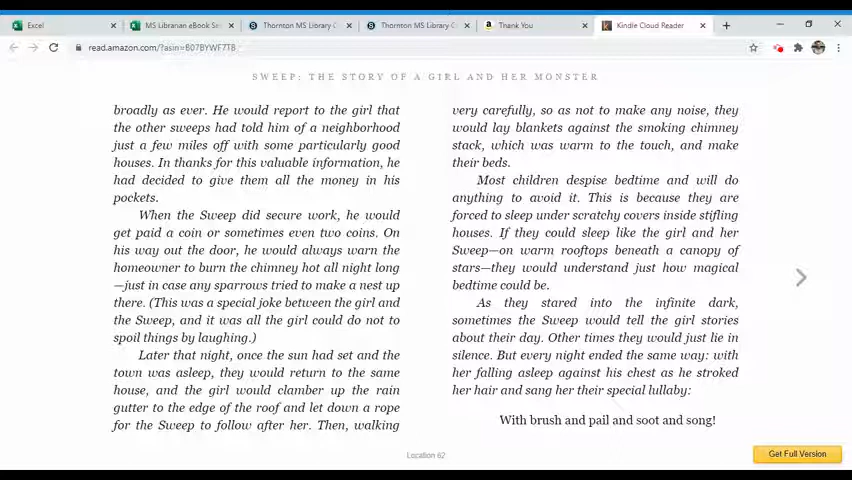 Excel
MS Librarian eBook Se
Thornton MS Library C
Thornton MS Library C
Thank You
Kindle Cloud Reader
read.amazon.com/?asin=B07BYWF7T8
SWEEP: THE STORY OF A GIRL AND HER MONSTER
broadly as ever. He would report to the girl that
the other sweeps had told him of a neighborhood
just a few miles off with some particularly good
houses. In thanks for this valuable information, he
had decided to give them all the money in his
pockets.
When the Sweep did secure work, he would
get paid a coin or sometimes even two coins. On
his way out the door, he would always warn the
homeowner to burn the chimney hot all night long
—just in case any sparrows tried to make a nest up
there. (This was a special joke between the girl and
the Sweep, and it was all the girl could do not to
spoil things by laughing.)
Later that night, once the sun had set and the
town was asleep, they would return to the same
house, and the girl would clamber up the rain
gutter to the edge of the roof and let down a rope
for the Sweep to follow after her. Then, walking
very carefully, so as not to make any noise, they
would lay blankets against the smoking chimney
stack, which was warm to the touch, and make
their beds.
Most children despise bedtime and will do
anything to avoid it. This is because they are
forced to sleep under scratchy covers inside stifling
houses. If they could sleep like the girl and her
Sweep—on warm rooftops beneath a canopy of
stars—they would understand just how magical
bedtime could be.
As they stared into the infinite dark,
sometimes the Sweep would tell the girl stories
about their day. Other times they would just lie in
silence. But every night ended the same way: with
her falling asleep against his chest as he stroked
her hair and sang her their special lullaby:
With brush and pail and soot and song!
Location 62
Get Full Version